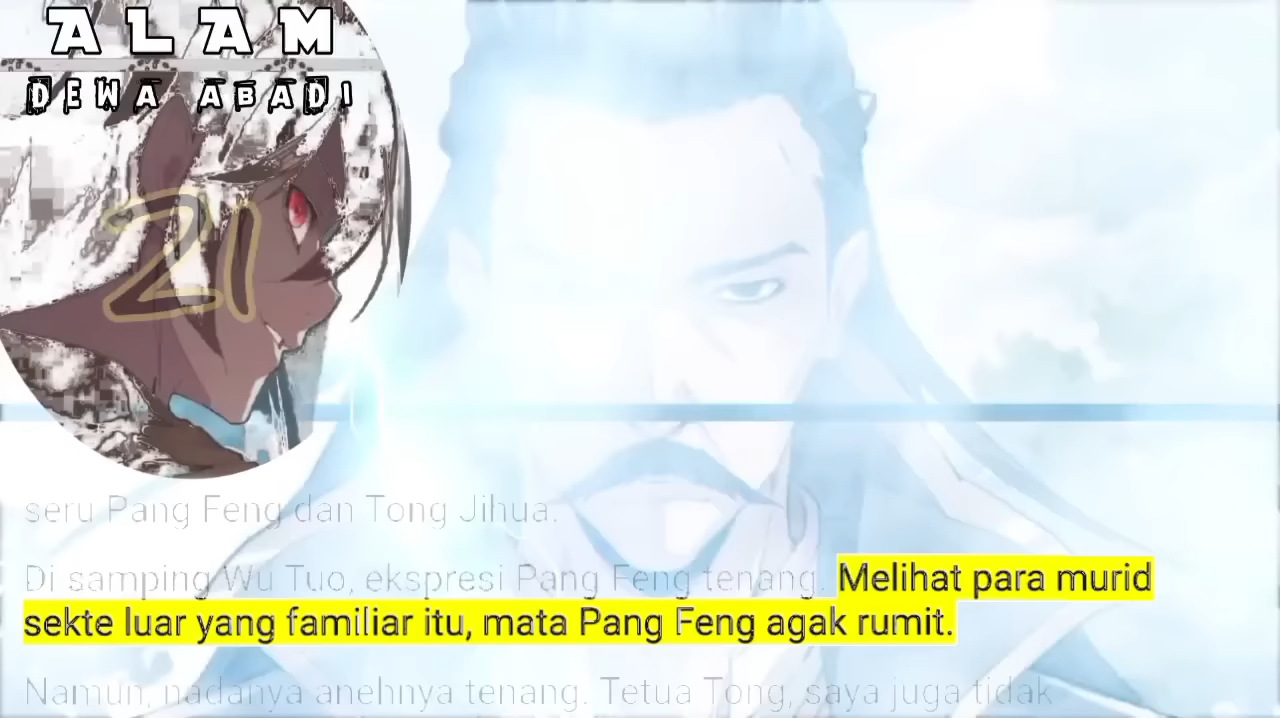 ALAM
DEWA ABADI
21
seru Pang Feng dan Tong Jihua.
Di samping Wu Tuo, ekspresi Pang Feng tenang. Melihat para murid
sekte luar yang familiar itu, mata Pang Feng agak rumit.
Namun, nadanya anehnya tenang. Tetua Tong, saya juga tidak